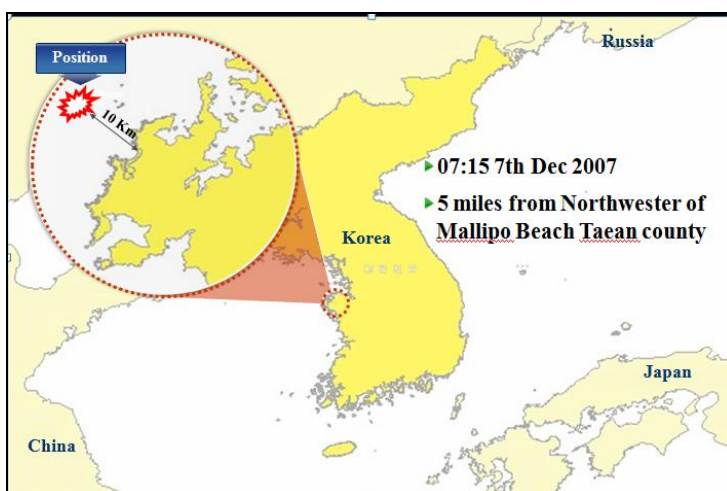 Russia
Position
10 Km
07:15 7th Dec 2007
5 miles from Northwester of
Mallipo Beach Taean county
Korea
Japan
China